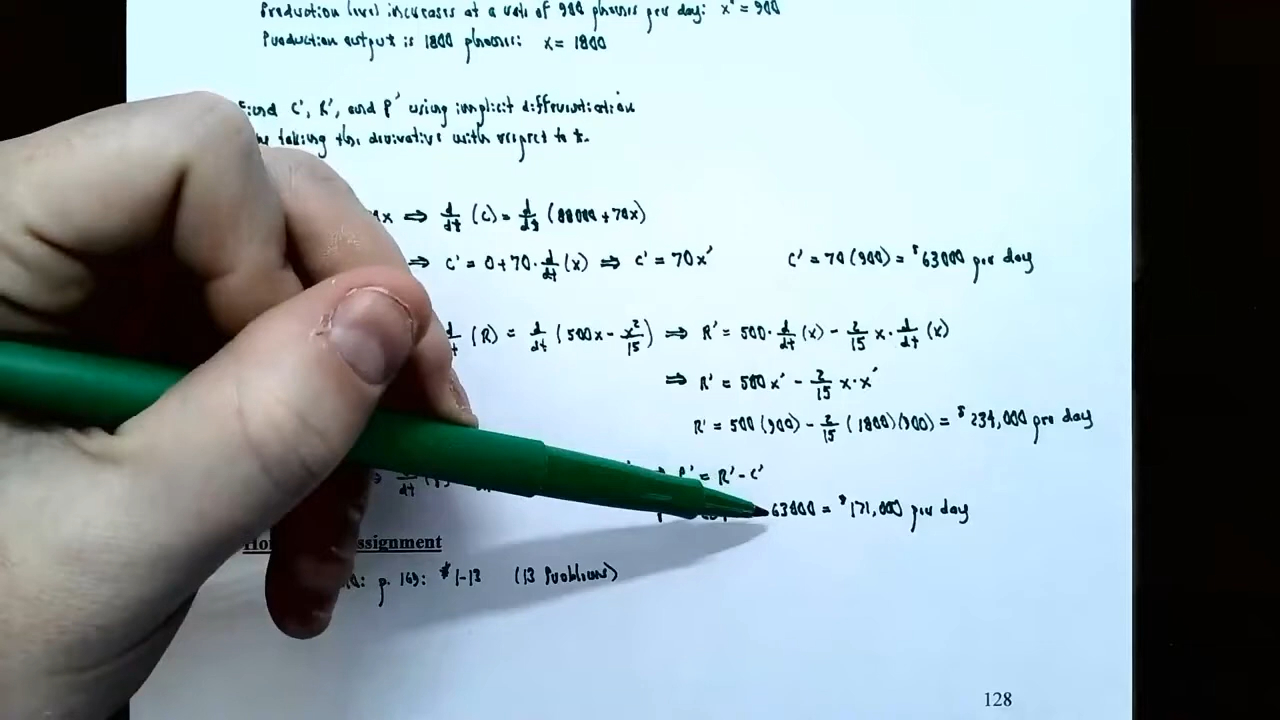 Production level increases at a rate of 900 phones per day: x' = 900
Production output is 1800 phones: x = 1800
Find C', R', and P' using implicit differentiation
by taking the derivative with respect to t.
x ⇒ d/dt (C) = d/dt (88000 + 70x)
⇒ C' = 0 + 70 · d/dt (x) ⇒ C' = 70x' C' = 70(900) = $63000 per day
d/dt (R) = d/dt (500x - x²/15) ⇒ R' = 500 · d/dt (x) - 2/15 x · d/dt (x)
⇒ R' = 500x' - 2/15 x · x'
R' = 500(900) - 2/15 (1800)(900) = $234,000 per day
P' = R' - C'
63000 = $171,000 per day
Assignment
p. 169: #1-13 (13 Problems)
128